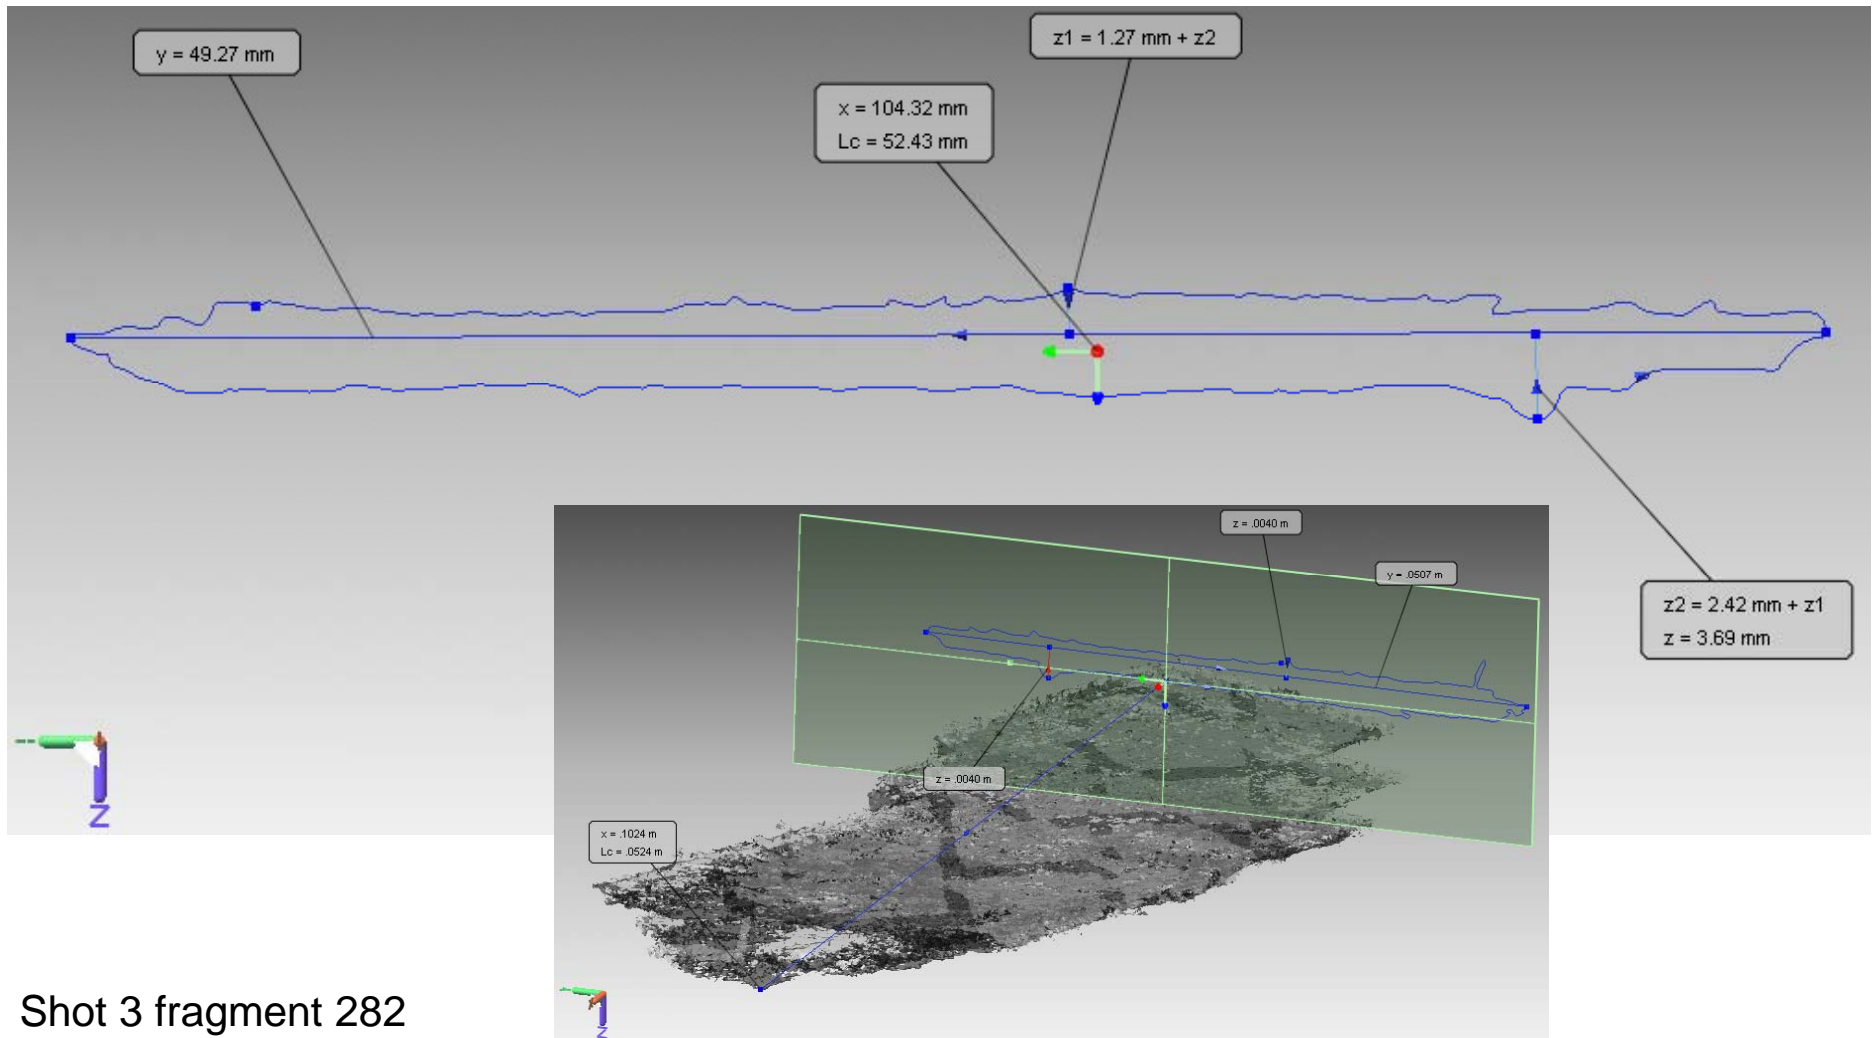 y = 49.27 mm
z1 = 1.27 mm + z2
x = 104.32 mm
Lc = 52.43 mm
z2 = 2.42 mm + z1
z = 3.69 mm
Z
z = .0040 m
y = .0507 m
z = .0040 m
x = .1024 m
Lc = .0524 m
Z
Shot 3 fragment 282